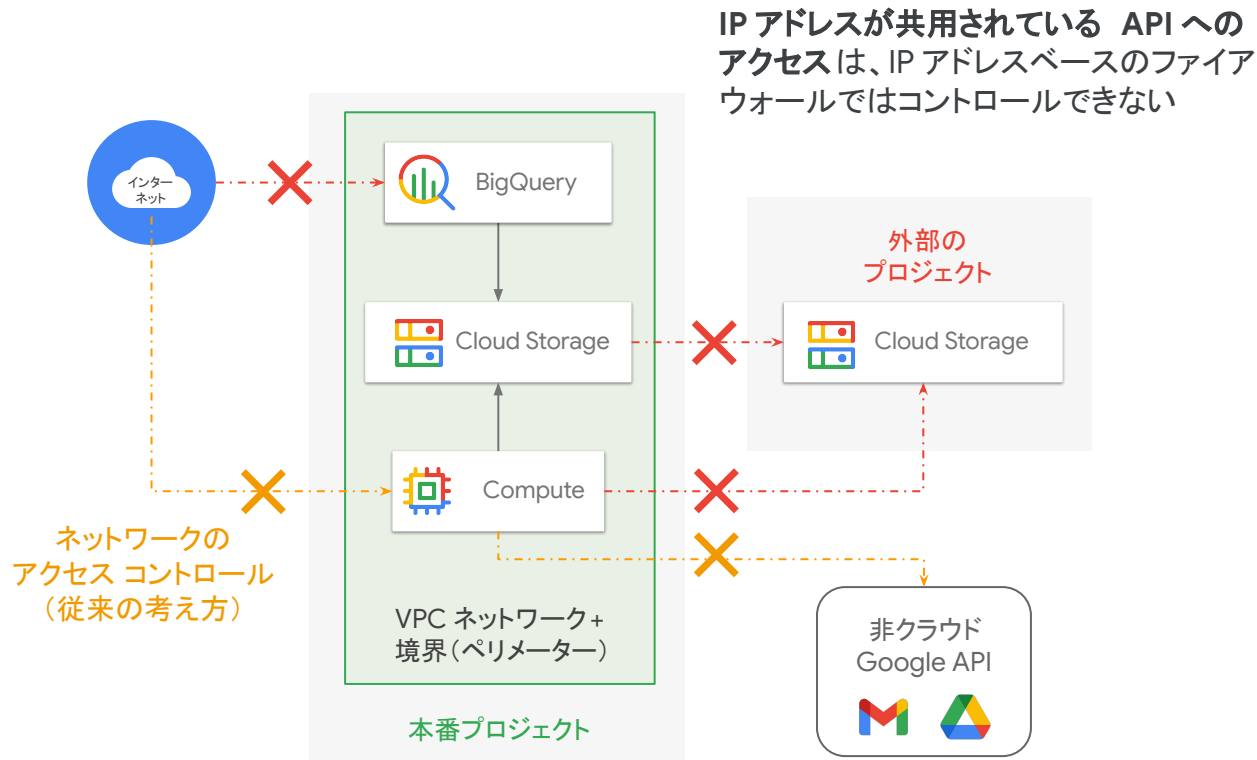 IP アドレスが共用されている API への
アクセスは、IP アドレスベースのファイア
ウォールではコントロールできない
インター
ネット
BigQuery
外部の
プロジェクト
Cloud Storage
Cloud Storage
Compute
ネットワークの
アクセス コントロール
（従来の考え方）
VPC ネットワーク+
境界（ペリメーター）
非クラウド
Google API
本番プロジェクト